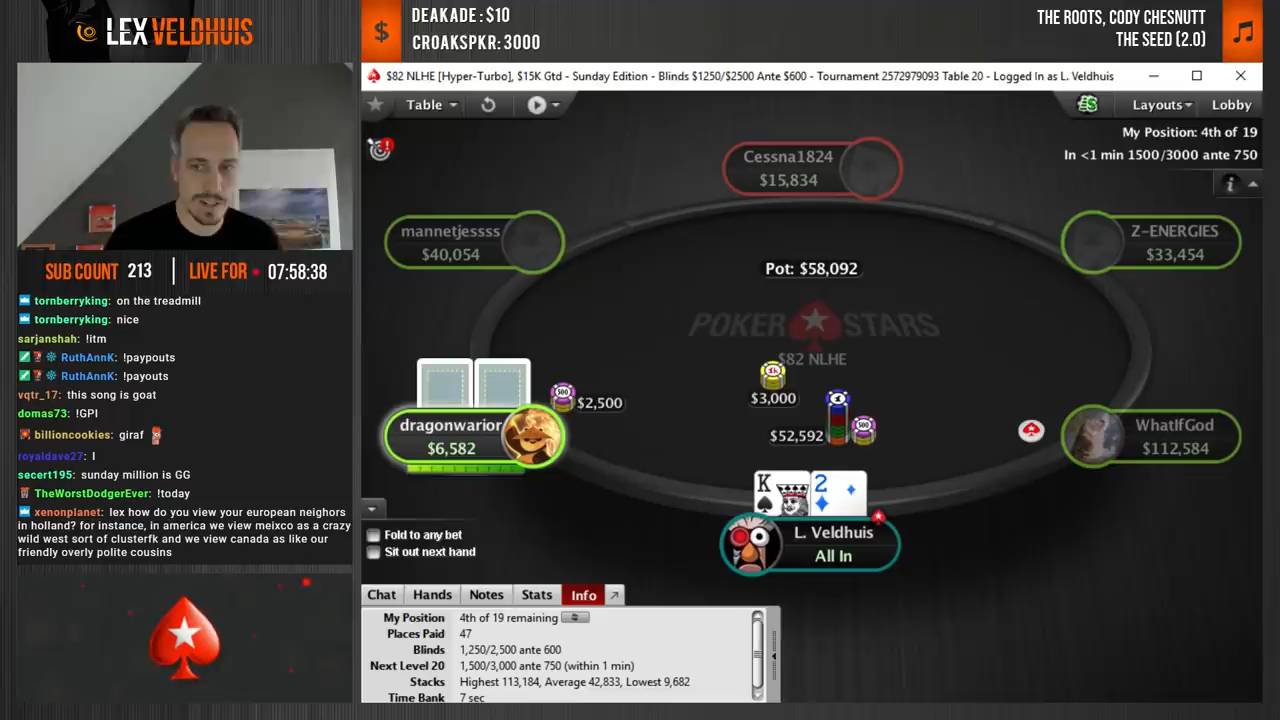 LEX VELDHUIS
$
DEAKADE : $10
CROAKSPKR: 3000
THE ROOTS, CODY CHESNUTT
THE SEED (2.0)
$82 NLHE [Hyper-Turbo], $15K Gtd - Sunday Edition - Blinds $1250/$2500 Ante $600 - Tournament 2572979093 Table 20 - Logged In as L. Veldhuis
Table
Layouts
Lobby
My Position: 4th of 19
In <1 min 1500/3000 ante 750
i
Cessna1824
$15,834
mannetjessss
$40,054
Z-ENERGIES
$33,454
Pot: $58,092
POKER STARS
$82 NLHE
$3,000
$2,500
$52,592
dragonwarior
$6,582
WhatIfGod
$112,584
K
2
L. Veldhuis
All In
Fold to any bet
Sit out next hand
Chat
Hands
Notes
Stats
Info
My Position 4th of 19 remaining
Places Paid 47
Blinds 1,250/2,500 ante 600
Next Level 20 1,500/3,000 ante 750 (within 1 min)
Stacks Highest 113,184, Average 42,833, Lowest 9,682
Time Bank 7 sec
SUB COUNT 213
LIVE FOR 07:58:38
tornberryking: on the treadmill
tornberryking: nice
sarjanshah: !itm
RuthAnnK: !paypouts
RuthAnnK: !payouts
vqtr_17: this song is goat
domas73: !GPI
billioncookies: giraf
royaldave27: l
secert195: sunday million is GG
TheWorstDodgerEver: !today
xenonplanet: lex how do you view your european neighors
in holland? for instance, in america we view meixco as a crazy
wild west sort of clusterfk and we view canada as like our
friendly overly polite cousins